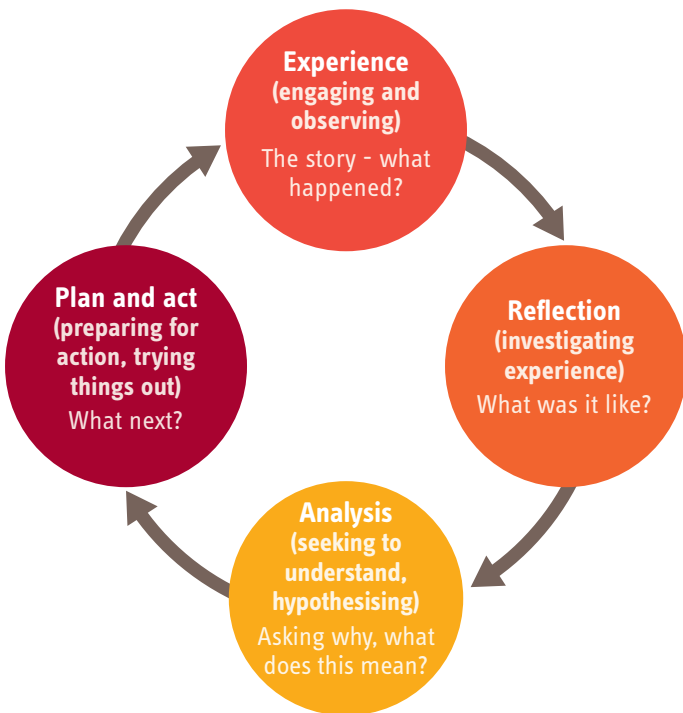 Experience
(engaging and
observing)
The story - what
happened?
Reflection
(investigating
experience)
What was it like?
Analysis
(seeking to
understand,
hypothesising)
Asking why, what
does this mean?
Plan and act
(preparing for
action, trying
things out)
What next?